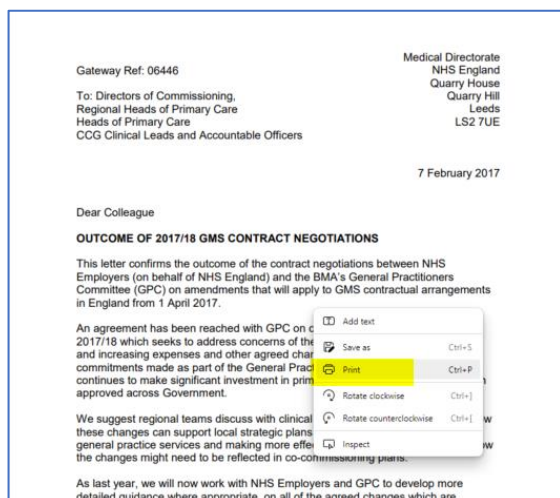 Gateway Ref: 06446
Medical Directorate
NHS England
Quarry House
Quarry Hill
Leeds
LS2 7UE
To: Directors of Commissioning,
Regional Heads of Primary Care
Heads of Primary Care
CCG Clinical Leads and Accountable Officers
7 February 2017
Dear Colleague
OUTCOME OF 2017/18 GMS CONTRACT NEGOTIATIONS
This letter confirms the outcome of the contract negotiations between NHS
Employers (on behalf of NHS England) and the BMA's General Practitioners
Committee (GPC) on amendments that will apply to GMS contractual arrangements
in England from 1 April 2017.
An agreement has been reached with GPC on
2017/18 which seeks to address concerns of the
and increasing expenses and other agreed
commitments made as part of the General
continues to make significant investment in
approved across Government.
We suggest regional teams discuss with clinical
these changes can support local strategic plans
general practice services and making more
the changes might need to be reflected in co-commissioning plans.
As last year, we will now work with NHS Employers and GPC to develop more
detailed guidance where appropriate, on all of the agreed changes which are
Add text
Save as Ctrl+S
Print Ctrl+P
Rotate clockwise Ctrl+]
Rotate counterclockwise Ctrl+[
Inspect